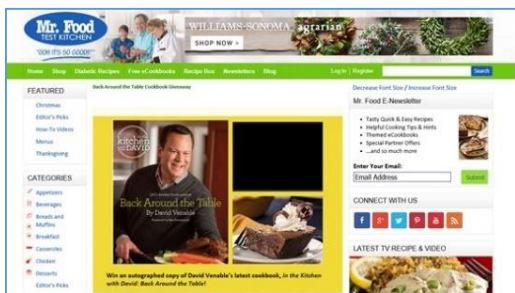 Mr. Food
TEST KITCHEN
"OOH IT'S SO GOOD!!"
WILLIAMS-SONOMA agrarian
SHOP NOW >
Home Shop Diabetic Recipes Free eCookbooks Recipe Box Newsletters Blog
Log In | Register
Search
FEATURED
Christmas
Editor's Picks
How-To Videos
Menus
Thanksgiving
CATEGORIES
Appetizers
Beverages
Breads and
Muffins
Breakfast
Casseroles
Chicken
Desserts
Editor's Picks
Back Around the Table Cookbook Giveaway
kitchen
with DAVID
Back Around the Table
By David Venable
Win an autographed copy of David Venable's latest cookbook, In the Kitchen
with David: Back Around the Table!
Decrease Font Size / Increase Font Size
Mr. Food E-Newsletter
Tasty Quick & Easy Recipes
Helpful Cooking Tips & Hints
Themed eCookbooks
Special Partner Offers
...and so much more
Enter Your Email:
Email Address
Submit
CONNECT WITH US
LATEST TV RECIPE & VIDEO